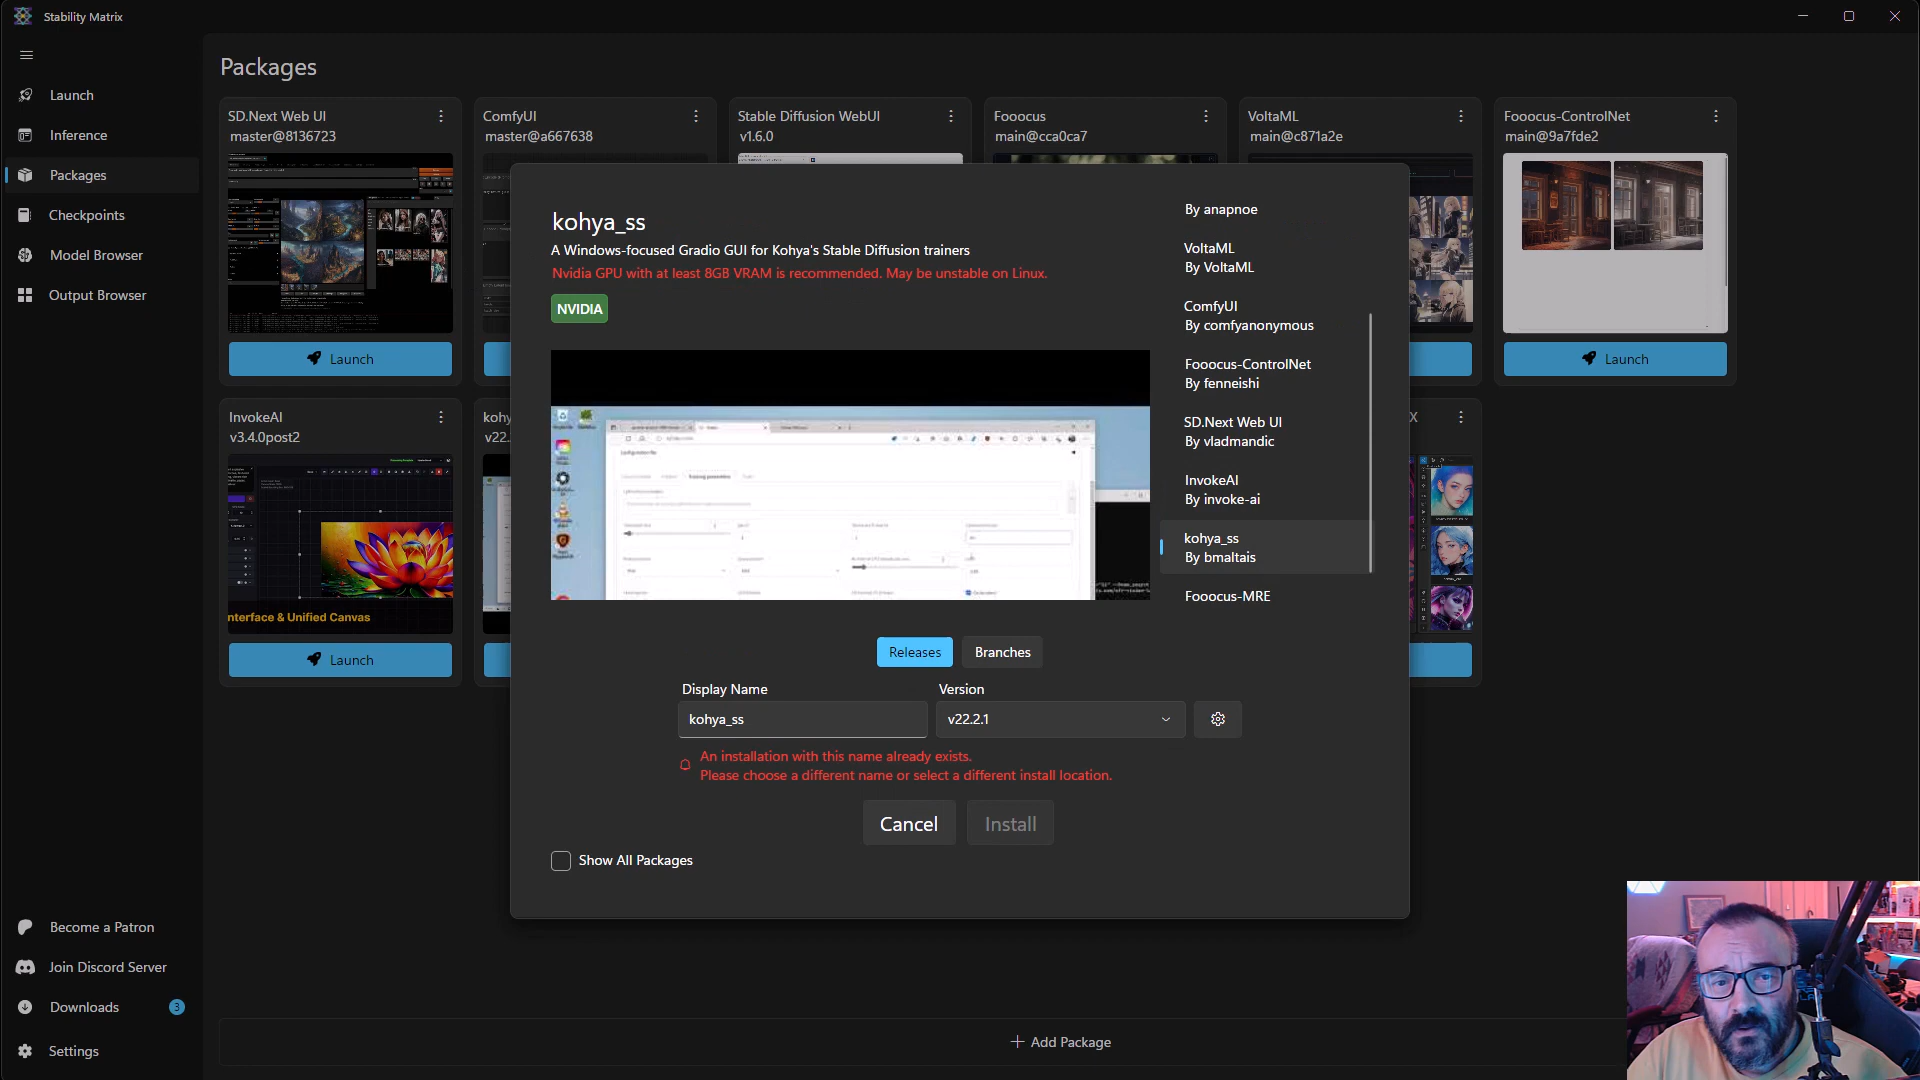 Stability Matrix
Launch
Inference
Packages
Checkpoints
Model Browser
Output Browser
Become a Patron
Join Discord Server
Downloads
3
Settings
Packages
SD.Next Web UI
master@8136723
Launch
ComfyUI
master@a667638
Stable Diffusion WebUI
v1.6.0
Fooocus
main@cca0ca7
VoltaML
main@c871a2e
Fooocus-ControlNet
main@9a7fde2
Launch
InvokeAI
v3.4.0post2
nterface & Unified Canvas
Launch
kohy
v22.
X
kohya_ss
A Windows-focused Gradio GUI for Kohya's Stable Diffusion trainers
Nvidia GPU with at least 8GB VRAM is recommended. May be unstable on Linux.
NVIDIA
By anapnoe
VoltaML
By VoltaML
ComfyUI
By comfyanonymous
Fooocus-ControlNet
By fenneishi
SD.Next Web UI
By vladmandic
InvokeAI
By invoke-ai
kohya_ss
By bmaltais
Fooocus-MRE
Releases
Branches
Display Name
Version
kohya_ss
v22.2.1
An installation with this name already exists.
Please choose a different name or select a different install location.
Cancel
Install
Show All Packages
Add Package